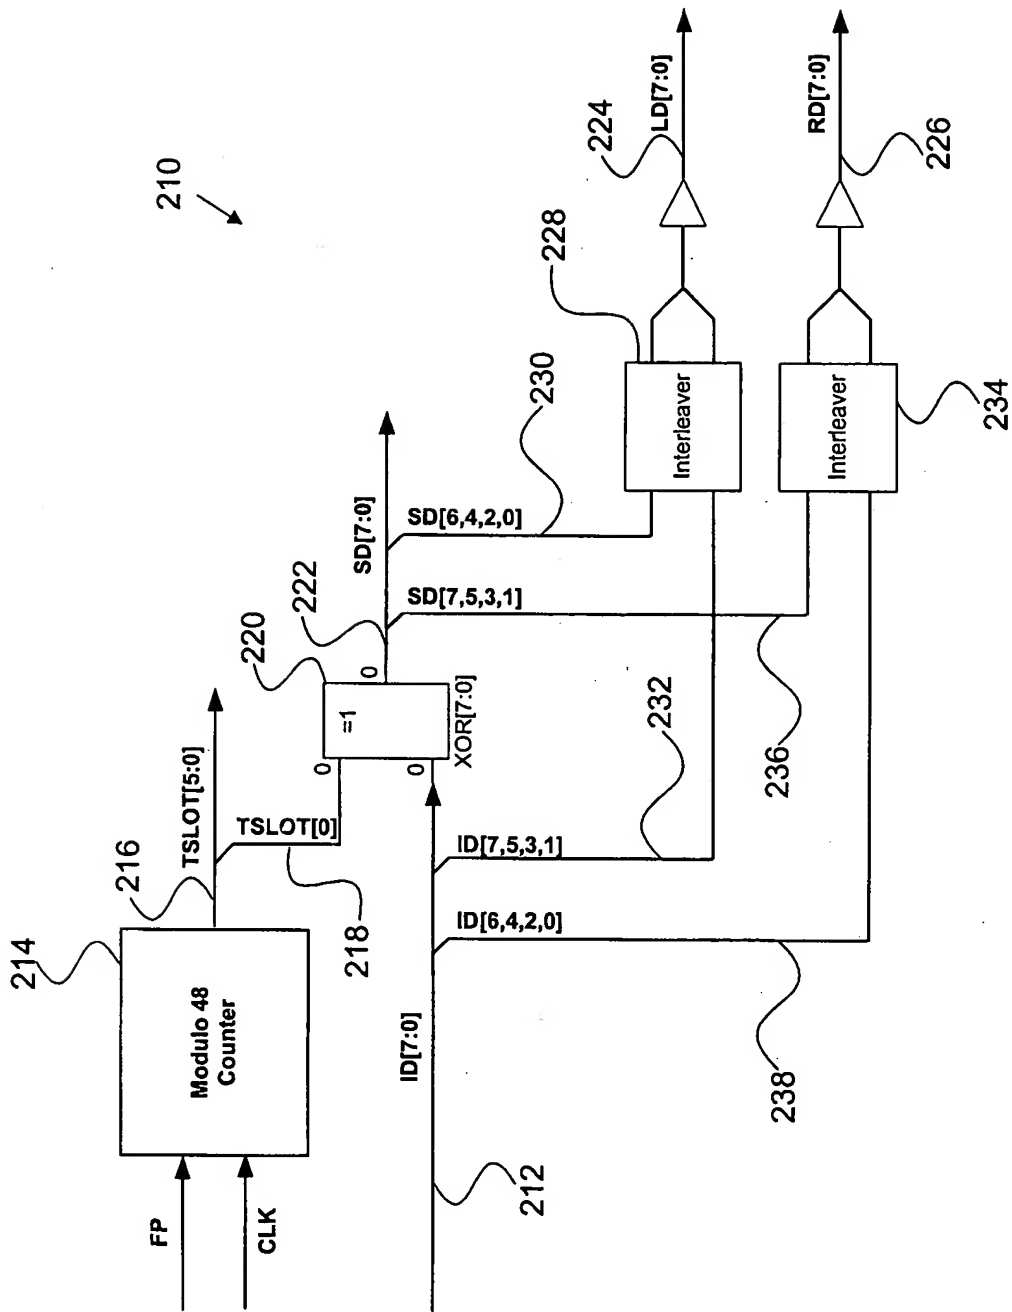 210
FP
CLK
214
Modulo 48
Counter
216
TSLOT[5:0]
TSLOT[0]
218
220
0
0
=1
0
XOR[7:0]
222
SD[7:0]
SD[6,4,2,0]
230
SD[7,5,3,1]
236
212
ID[7:0]
ID[7,5,3,1]
232
ID[6,4,2,0]
238
228
Interleaver
224
LD[7:0]
Interleaver
234
226
RD[7:0]